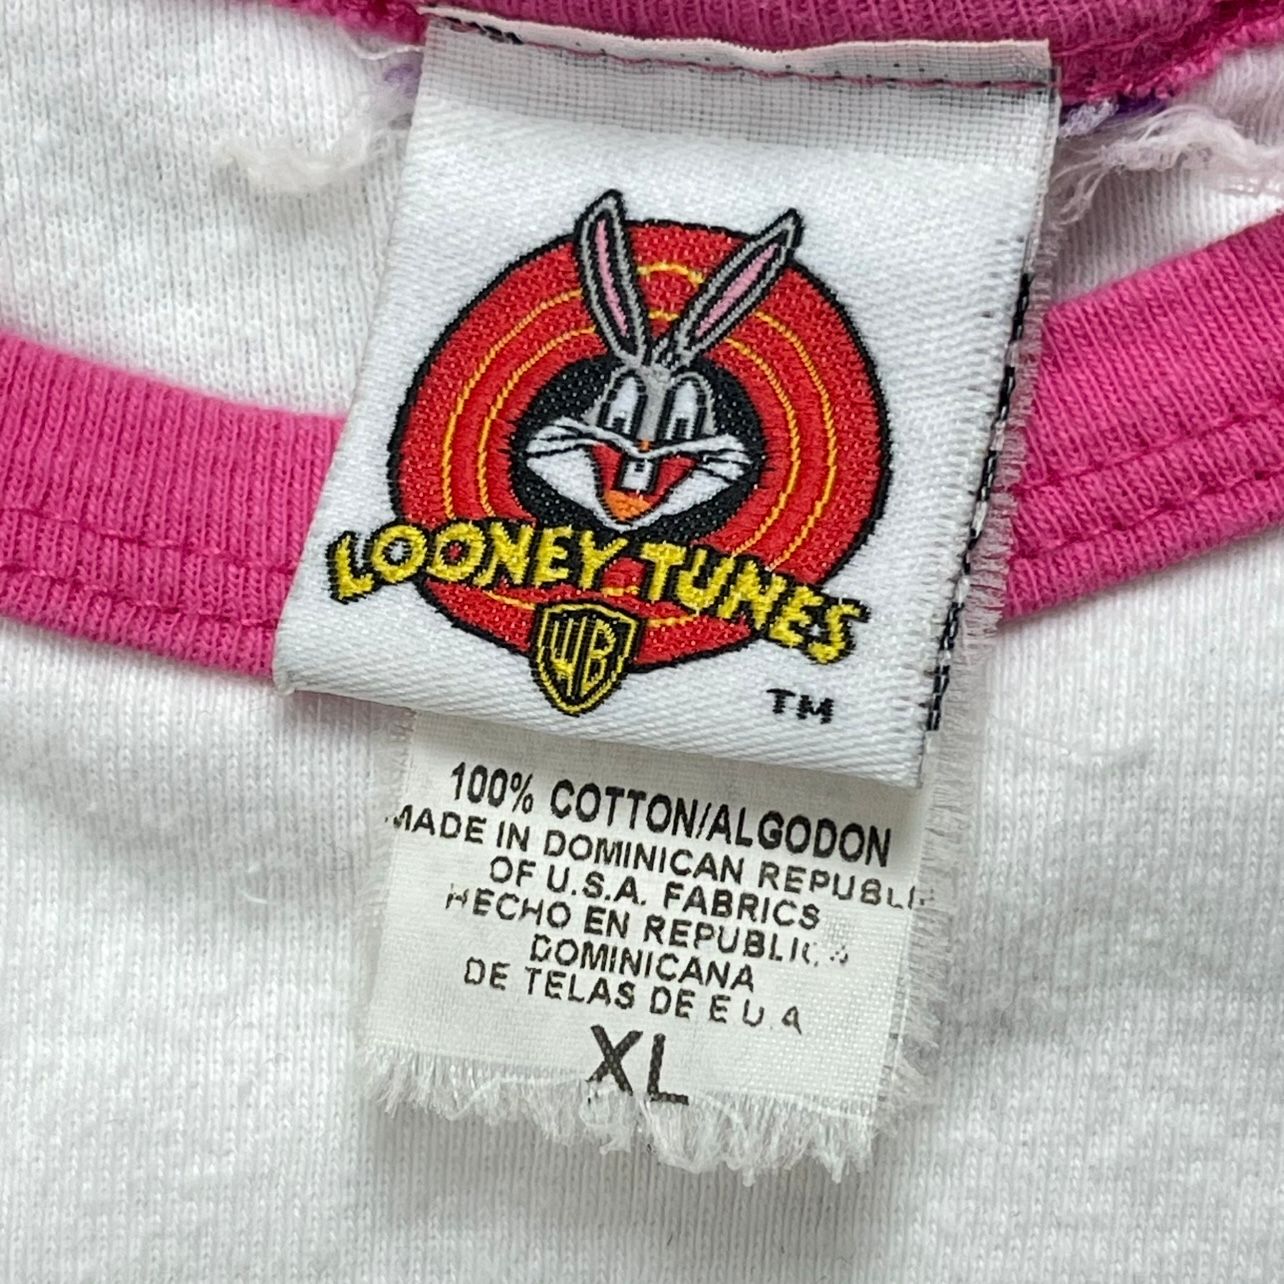 LOONEY TUNES
WB
TM
100% COTTON/ALGODON
MADE IN DOMINICAN REPUBLIC
OF U.S.A. FABRICS
HECHO EN REPUBLICA
DOMINICANA
DE TELAS DE E U.A
XL